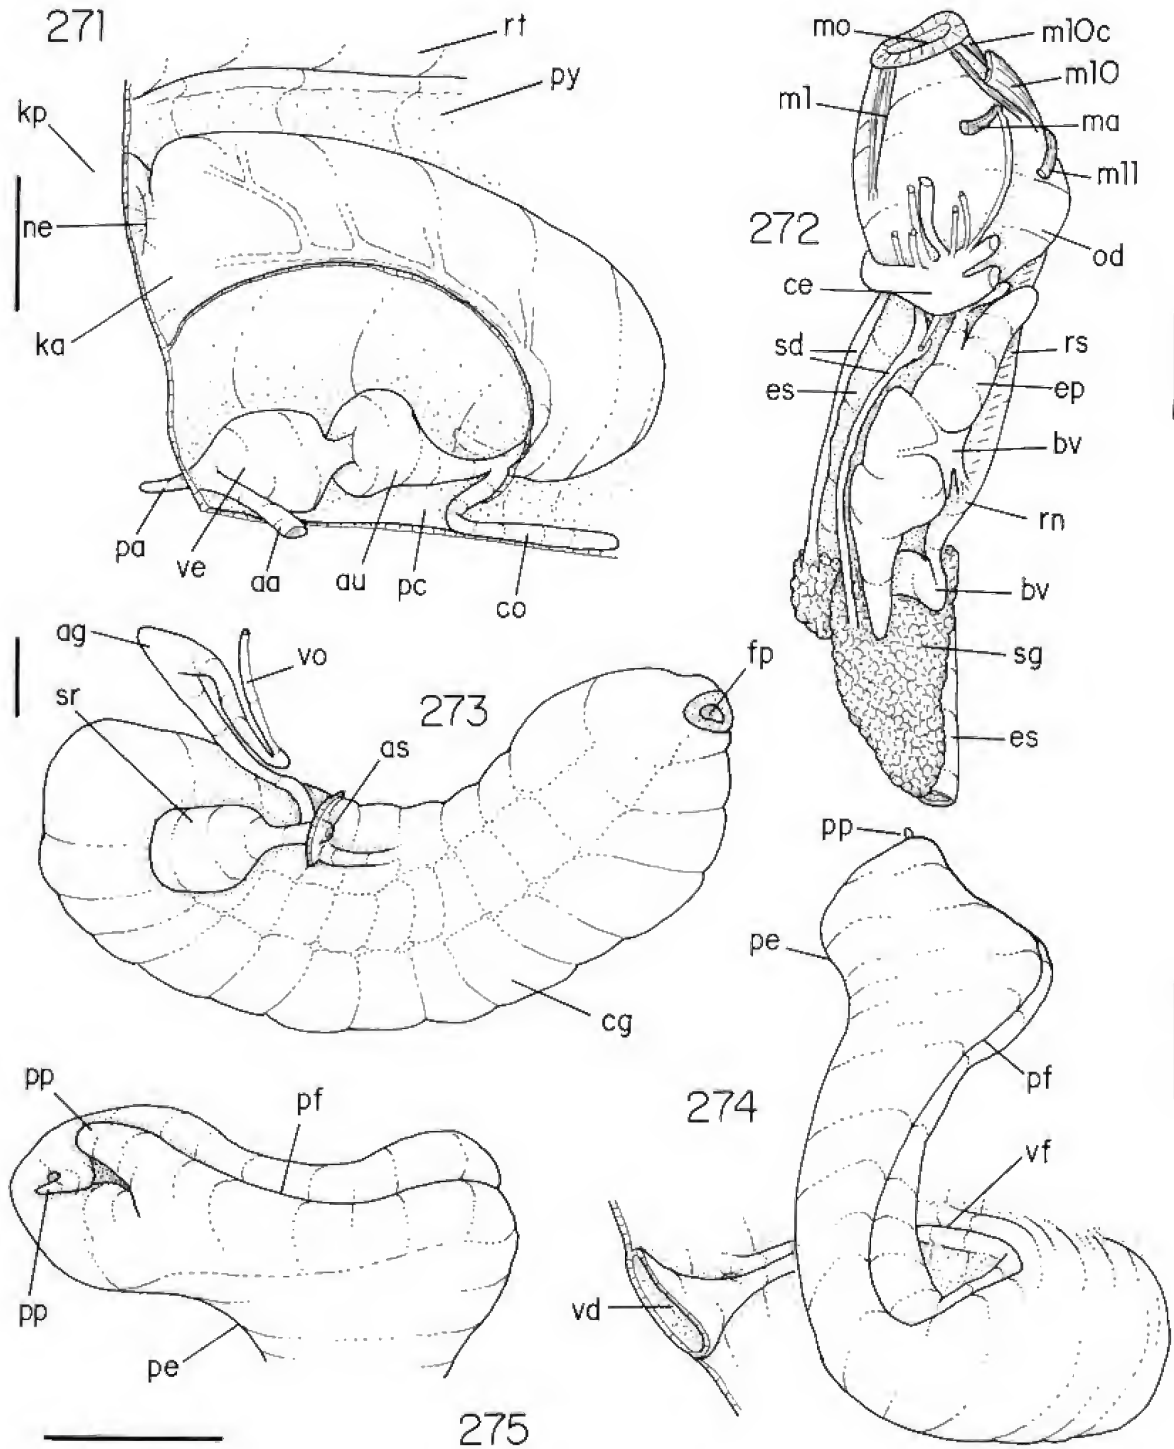 271
rt
py
kp
ne
ka
pa
ve
aa
au
pc
co
mo
m10c
m10
m1
ma
m11
272
od
ce
sd
rs
es
ep
bv
rn
bv
sg
es
ag
vo
fp
sr
273
as
cg
pp
pe
pf
274
vf
vd
pp
pf
pp
pe
275